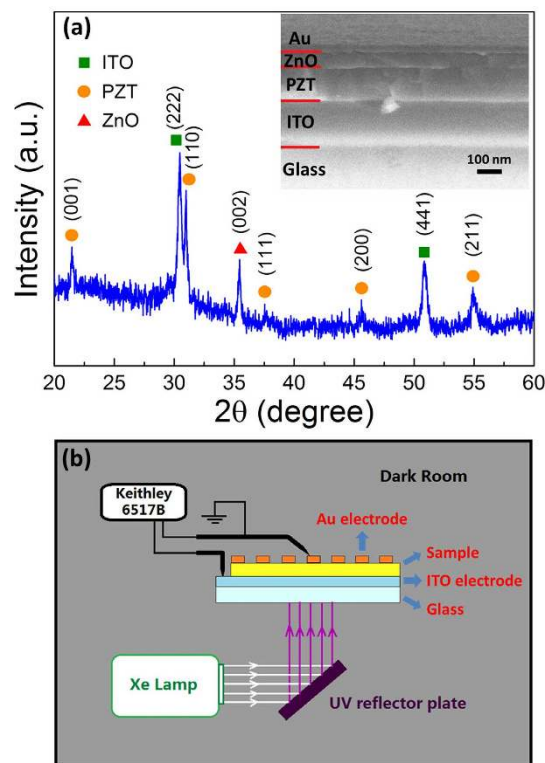 (a)
ITO
PZT
ZnO
(001)
(222)
(110)
(002)
(111)
(200)
(441)
(211)
Au
ZnO
PZT
ITO
Glass
100 nm
Intensity (a.u.)
20 25 30 35 40 45 50 55 60
2θ (degree)
(b)
Dark Room
Keithley
6517B
Au electrode
Sample
ITO electrode
Glass
Xe Lamp
UV reflector plate